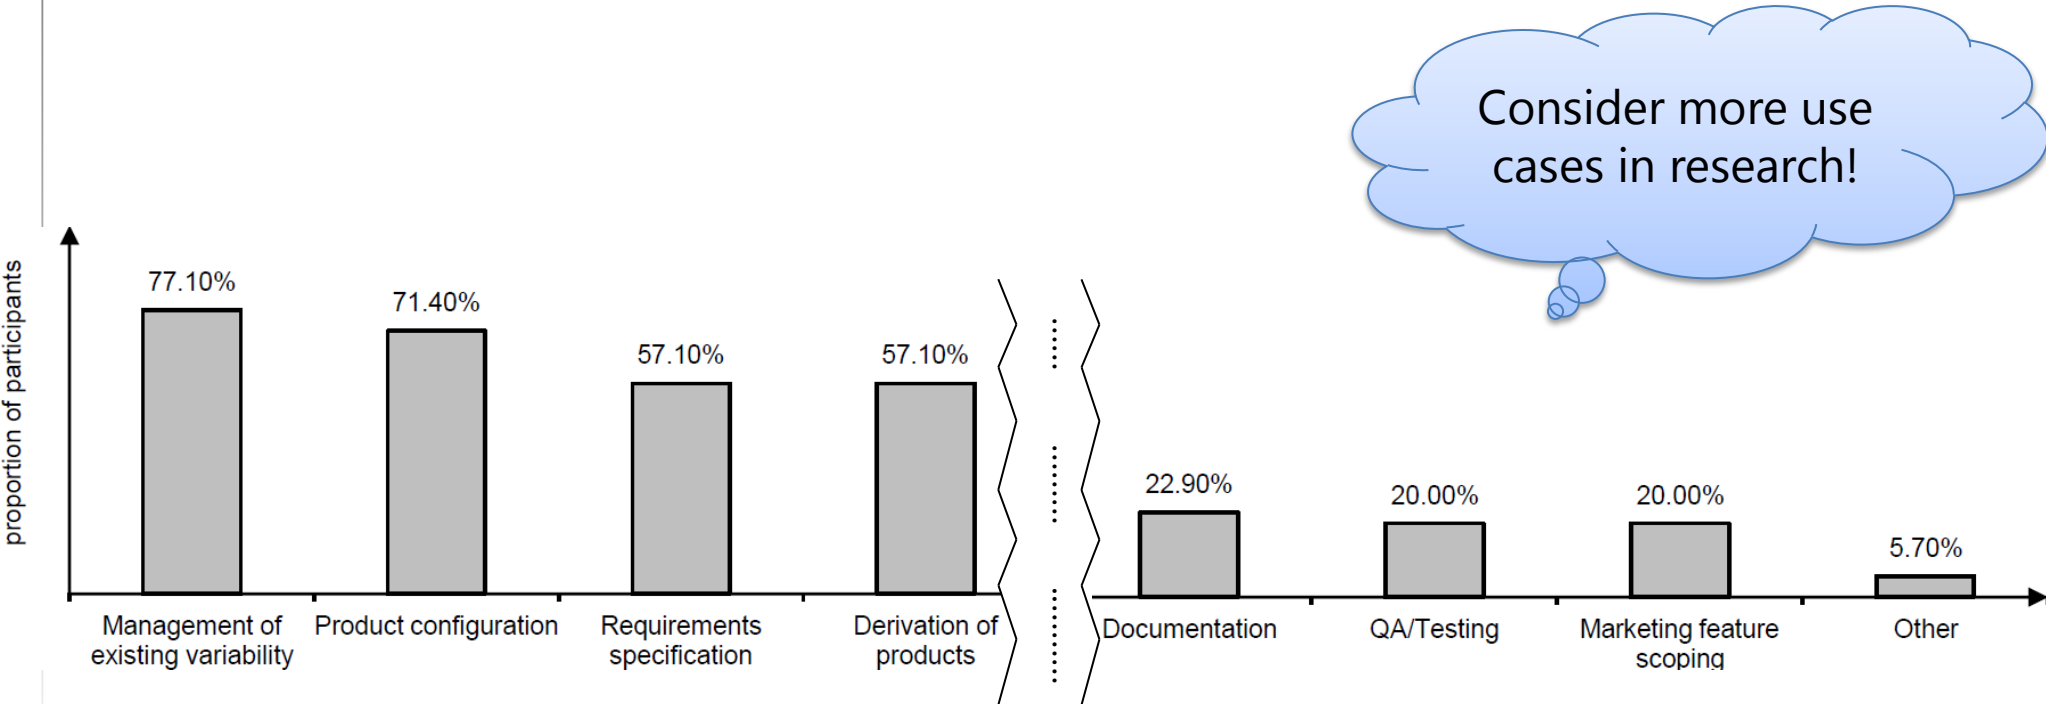 Consider more use
cases in research!
proportion of participants
77.10%
71.40%
57.10%
57.10%
22.90%
20.00%
20.00%
5.70%
Management of
existing variability
Product configuration
Requirements
specification
Derivation of
products
Documentation
QA/Testing
Marketing feature
scoping
Other